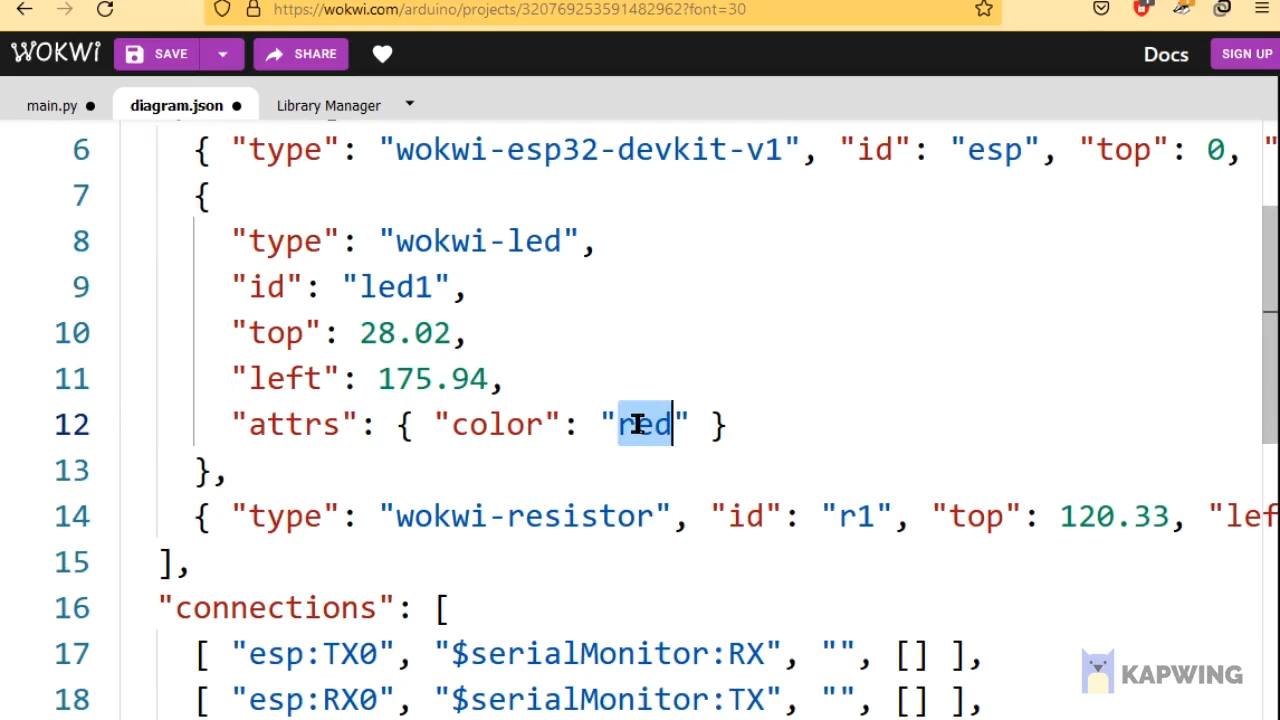 https://wokwi.com/arduino/projects/320769253591482962?font=30
WOKWi SAVE SHARE Docs SIGN UP
main.py diagram.json Library Manager
6 { "type": "wokwi-esp32-devkit-v1", "id": "esp", "top": 0, "
7 {
8 "type": "wokwi-led",
9 "id": "led1",
10 "top": 28.02,
11 "left": 175.94,
12 "attrs": { "color": "red" }
13 },
14 { "type": "wokwi-resistor", "id": "r1", "top": 120.33, "lef
15 ],
16 "connections": [
17 [ "esp:TX0", "$serialMonitor:RX", "", [] ],
18 [ "esp:RX0", "$serialMonitor:TX", "", [] ],
KAPWING